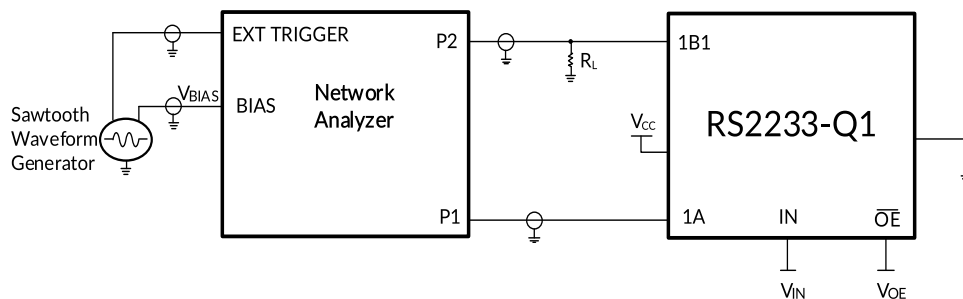 EXT TRIGGER
P2
1B1
RL
VBIAS
BIAS
Network
Analyzer
Sawtooth
Waveform
Generator
VCC
RS2233-Q1
P1
1A
IN
OE
VIN
VOE